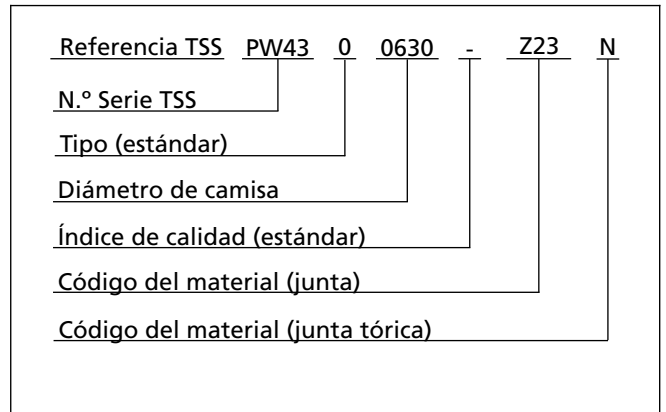 Referencia TSS PW43 0 0630 - Z23 N
N.º Serie TSS
Tipo (estándar)
Diámetro de camisa
Índice de calidad (estándar)
Código del material (junta)
Código del material (junta tórica)